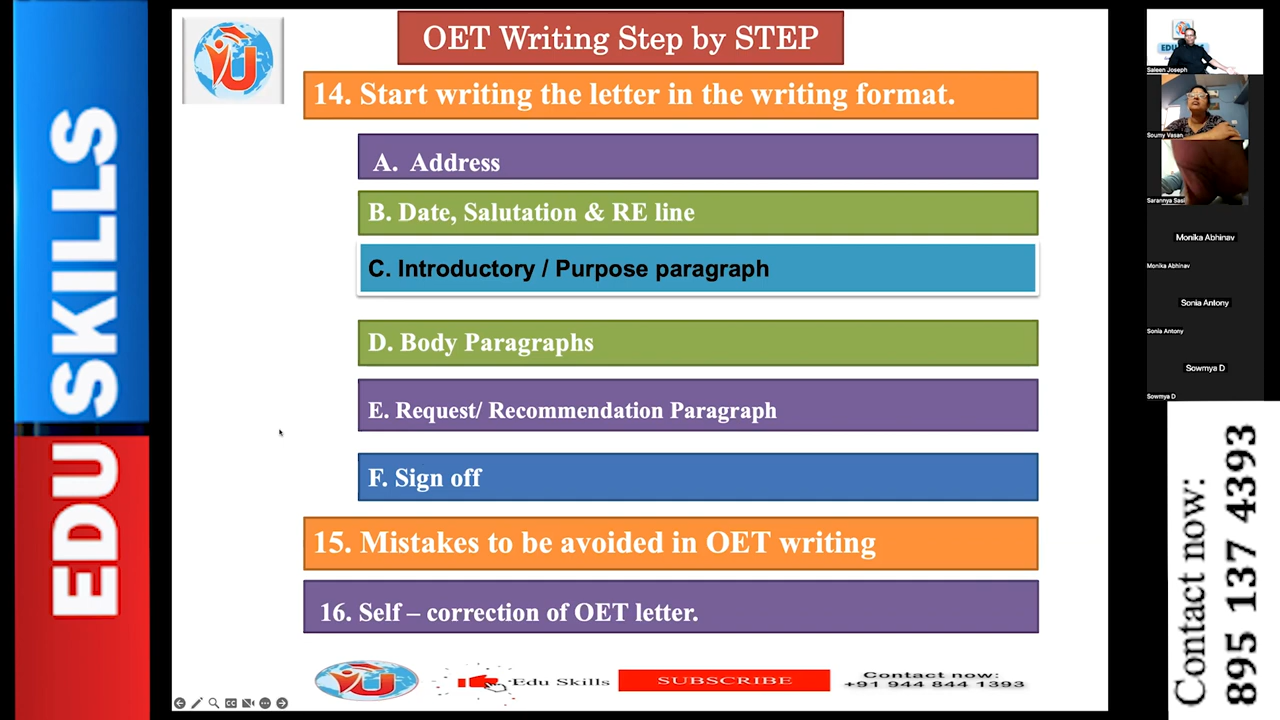 EDU SKILLS
OET Writing Step by STEP
14. Start writing the letter in the writing format.
A. Address
B. Date, Salutation & RE line
C. Introductory / Purpose paragraph
D. Body Paragraphs
E. Request/ Recommendation Paragraph
F. Sign off
15. Mistakes to be avoided in OET writing
16. Self – correction of OET letter.
Edu Skills
SUBSCRIBE
Contact now:
+91 944 844 1393
Saleen Joseph
Soumy Vasan
Sarannya Sasi
Monika Abhinav
Monika Abhinav
Sonia Antony
Sonia Antony
Sowmya D
Sowmya D
Contact now:
895 137 4393